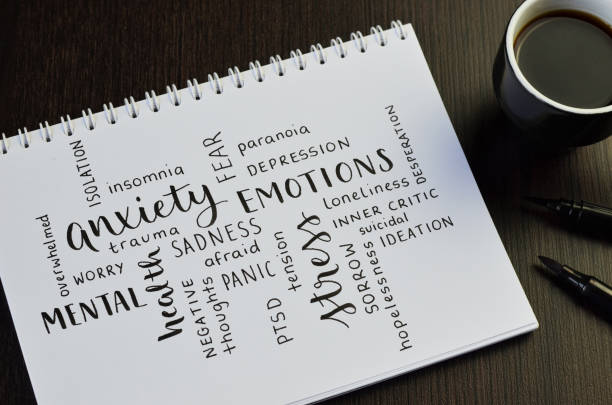 ISOLATION
insomnia
FEAR
paranoia
DEPRESSION
DESPERATION
overwhelmed
anxiety
EMOTIONS
trauma
SADNESS
loneliness
WORRY
afraid
INNER CRITIC
MENTAL
health
PANIC
tension
stress
suicidal
IDEATION
NEGATIVE
thoughts
PTSD
SORROW
hopelessness